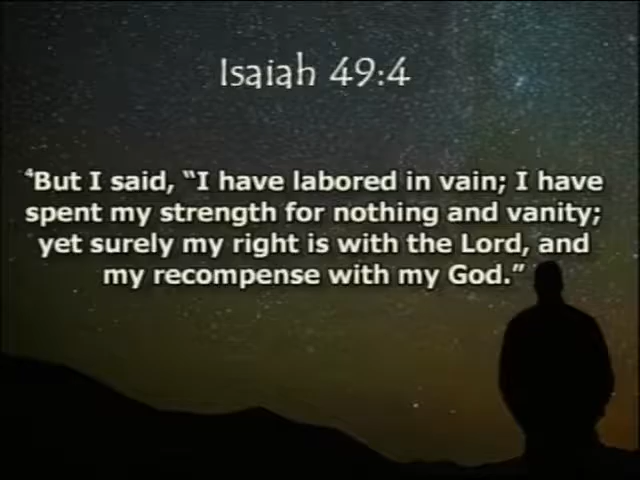 Isaiah 49:4
⁴But I said, “I have labored in vain; I have
spent my strength for nothing and vanity;
yet surely my right is with the Lord, and
my recompense with my God.”